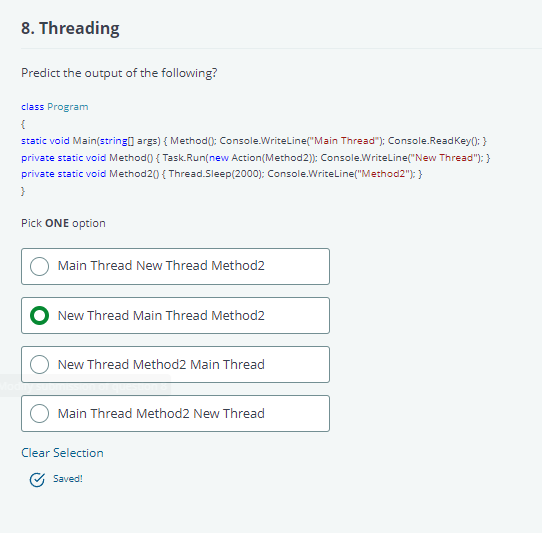 8. Threading
Predict the output of the following?
class Program
{
static void Main(string[] args) { Method(); Console.WriteLine("Main Thread"); Console.ReadKey(); }
private static void Method() { Task.Run(new Action(Method2)); Console.WriteLine("New Thread"); }
private static void Method2() { Thread.Sleep(2000); Console.WriteLine("Method2"); }
}
Pick ONE option
Main Thread New Thread Method2
New Thread Main Thread Method2
New Thread Method2 Main Thread
Main Thread Method2 New Thread
Clear Selection
Saved!